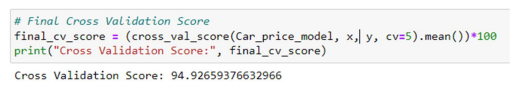 # Final Cross Validation Score
final_cv_score = (cross_val_score(Car_price_model, x, y, cv=5).mean())*100
print("Cross Validation Score:", final_cv_score)
Cross Validation Score: 94.92659376632966